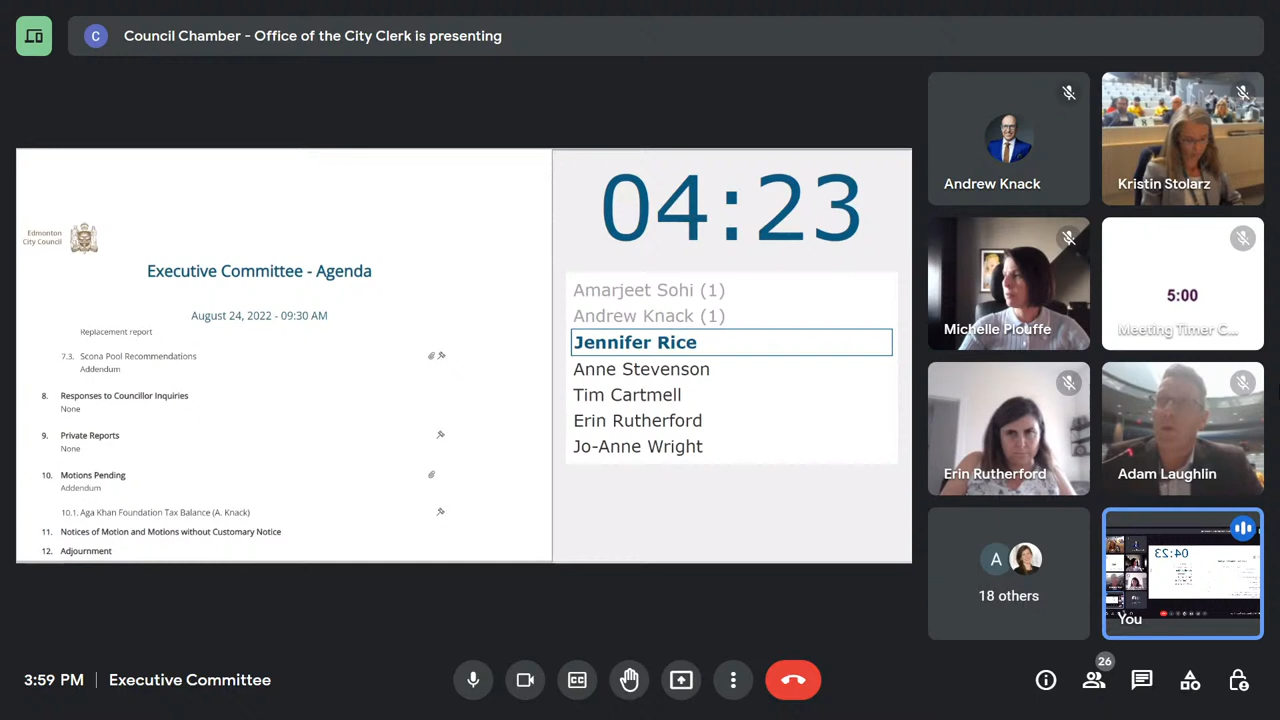 C
Council Chamber - Office of the City Clerk is presenting
Edmonton
City Council
Executive Committee - Agenda
August 24, 2022 - 09:30 AM
Replacement report
7.3. Scona Pool Recommendations
Addendum
8. Responses to Councillor Inquiries
None
9. Private Reports
None
10. Motions Pending
Addendum
10.1. Aga Khan Foundation Tax Balance (A. Knack)
11. Notices of Motion and Motions without Customary Notice
12. Adjournment
04:23
Amarjeet Sohi (1)
Andrew Knack (1)
Jennifer Rice
Anne Stevenson
Tim Cartmell
Erin Rutherford
Jo-Anne Wright
Andrew Knack
Kristin Stolarz
Michelle Plouffe
5:00
Meeting Timer C...
Erin Rutherford
Adam Laughlin
A
18 others
04:23
You
3:59 PM | Executive Committee
26